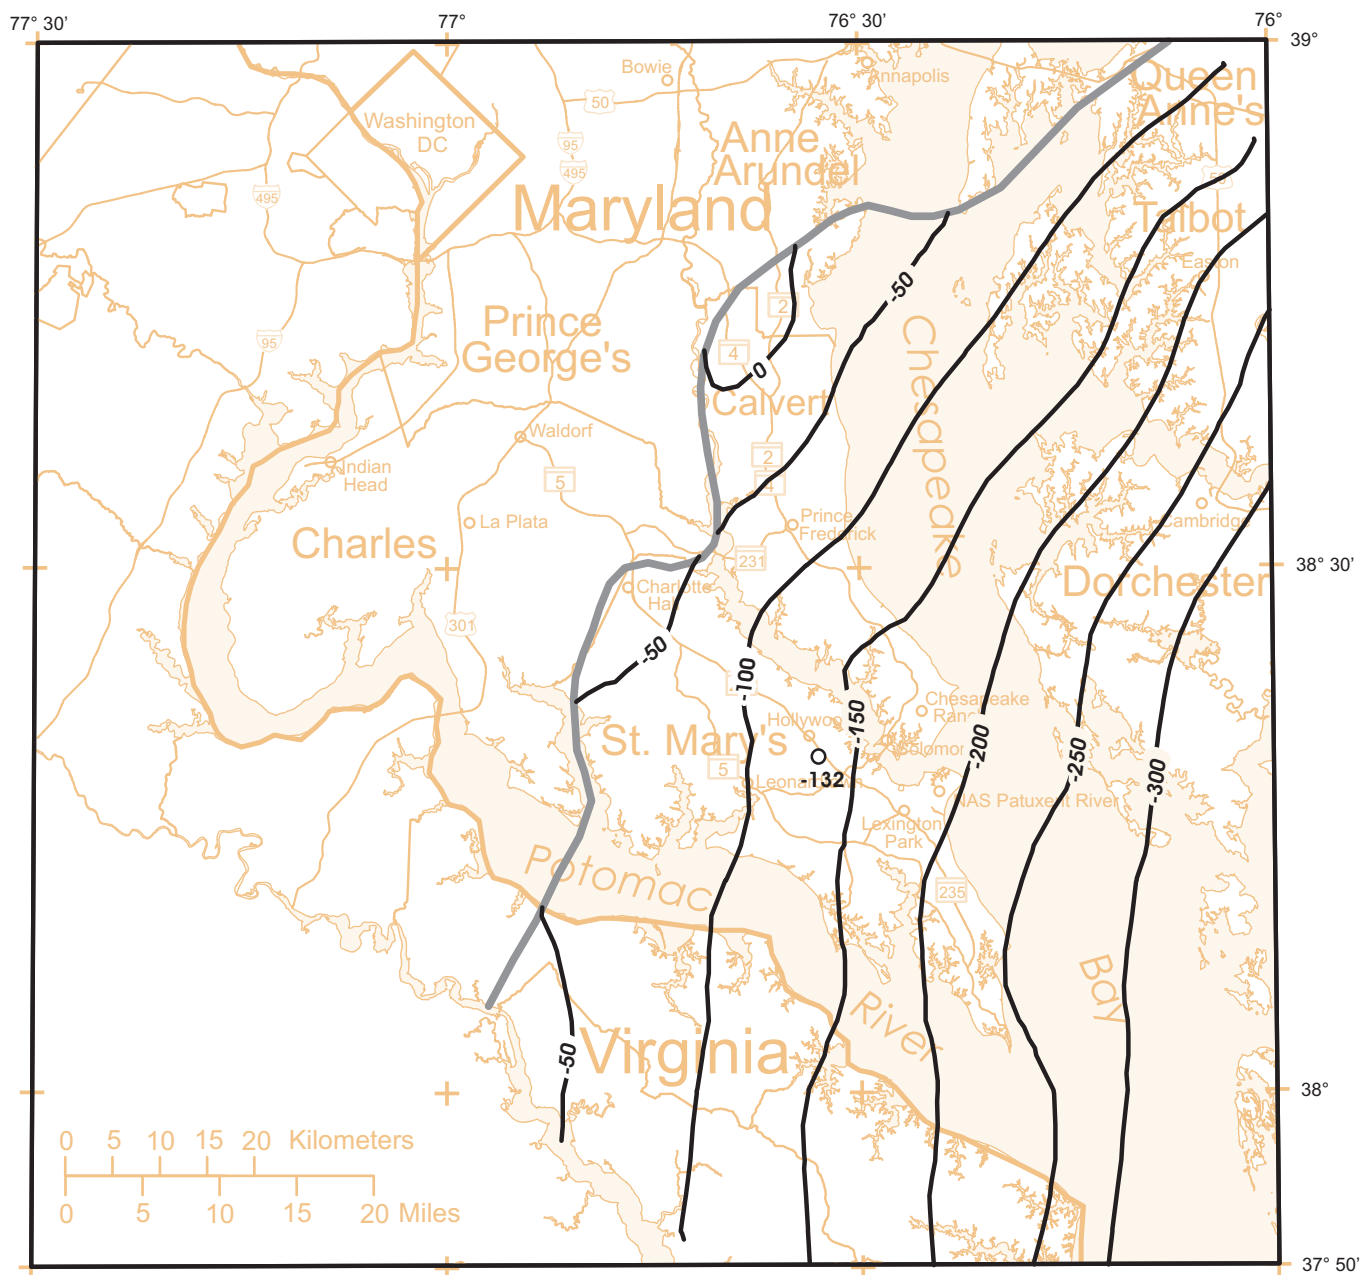 77° 30'
77°
76° 30'
76°
39°
Bowie
Annapolis
Queen
Anne's
50
Washington
DC
95
Anne
Arundel
495
495
50
Maryland
Talbot
Easton
-50
2
Prince
George's
95
4
0
Chesapeake
Calvert
Waldorf
2
4
Indian
Head
5
La Plata
Prince
Frederick
Cambridge
Charles
231
38° 30'
Charlotte
Hall
Dorchester
301
-50
-100
Chesapeake
Hollywood
-150
St. Mary's
-200
-250
-300
Solomon
5
-132
NAS Patuxent River
Lexington
Park
Potomac
235
Bay
River
-50
Virginia
38°
0 5 10 15 20 Kilometers
0 5 10 15 20 Miles
37° 50'